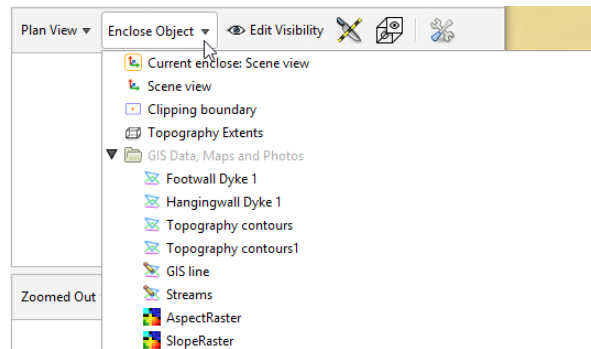 Plan View Enclose Object Edit Visibility
Current enclose: Scene view
Scene view
Clipping boundary
Topography Extents
GIS Data, Maps and Photos
Footwall Dyke 1
Hangingwall Dyke 1
Topography contours
Topography contours1
GIS line
Zoomed Out Streams
AspectRaster
SlopeRaster